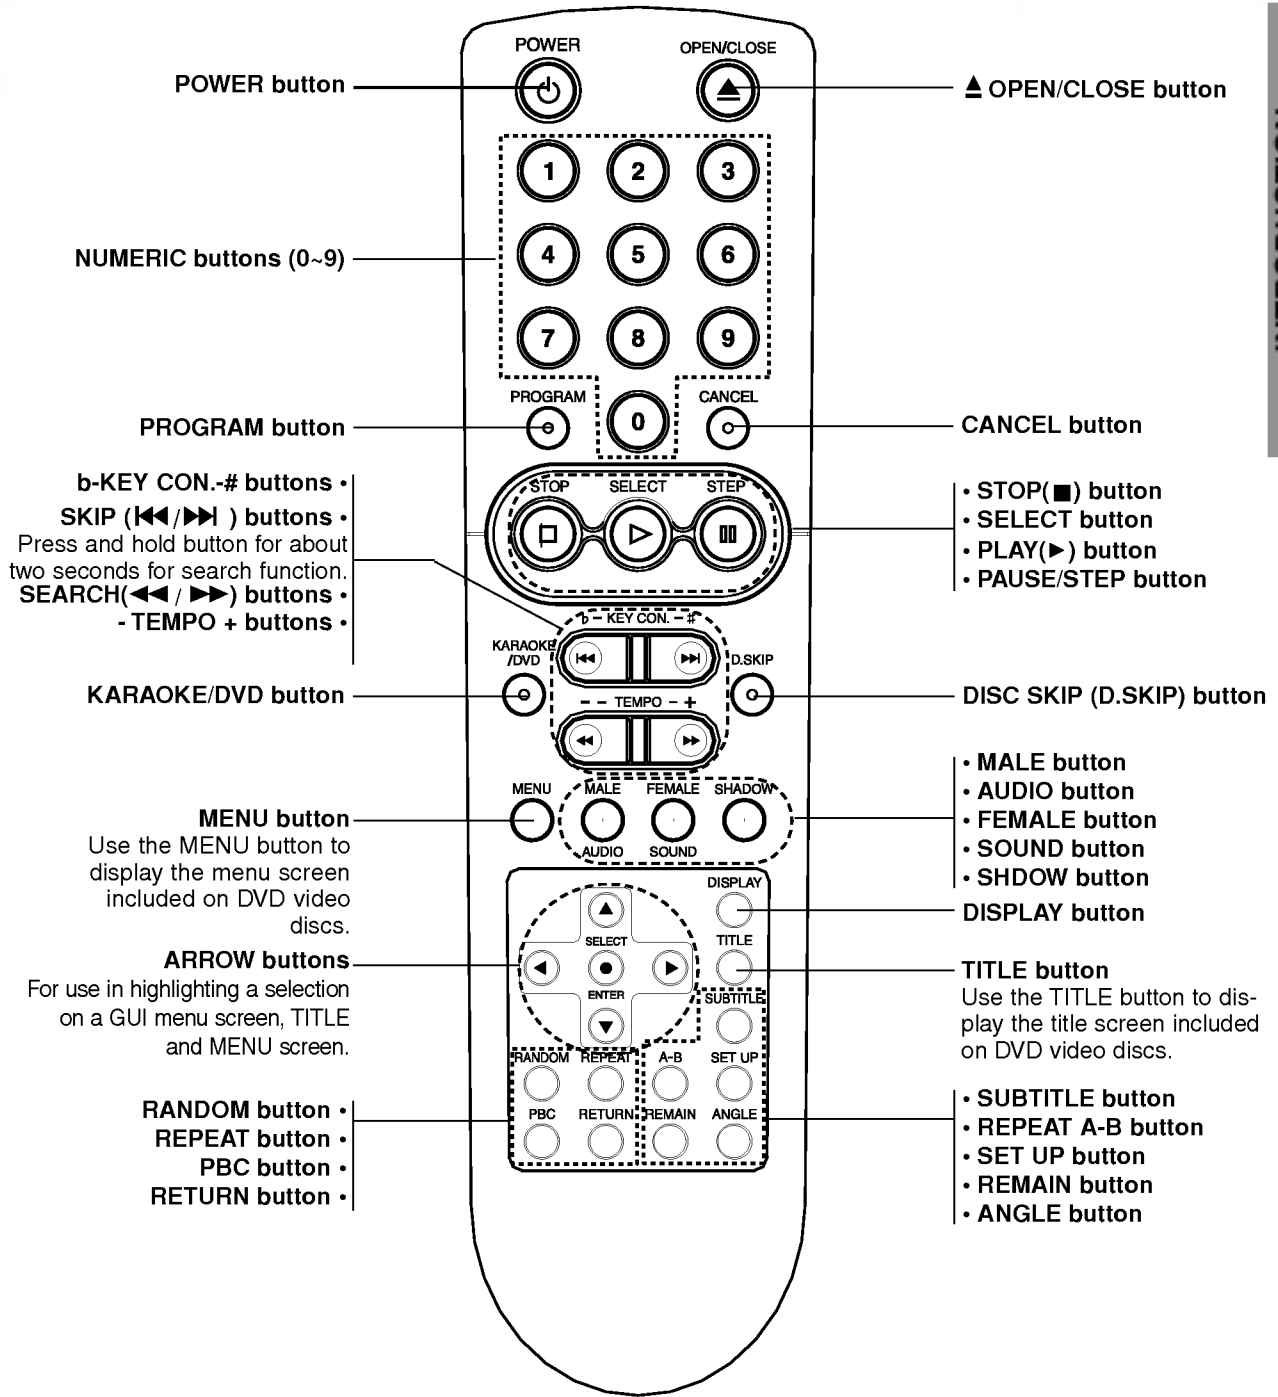 POWER button
NUMERIC buttons (0~9)
PROGRAM button
b-KEY CON.-# buttons •
SKIP (⏮/⏭ ) buttons •
Press and hold button for about
two seconds for search function.
SEARCH(◀◀ / ▶▶) buttons •
- TEMPO + buttons •
KARAOKE/DVD button
MENU button
Use the MENU button to
display the menu screen
included on DVD video
discs.
ARROW buttons
For use in highlighting a selection
on a GUI menu screen, TITLE
and MENU screen.
RANDOM button •
REPEAT button •
PBC button •
RETURN button •
POWER
OPEN/CLOSE
1 2 3
4 5 6
7 8 9
PROGRAM 0 CANCEL
STOP SELECT STEP
b – KEY CON. – #
KARAOKE
/DVD
D.SKIP
– – TEMPO – +
MENU MALE FEMALE SHADOW
AUDIO SOUND
DISPLAY
SELECT
TITLE
ENTER
SUBTITLE
RANDOM REPEAT A-B SET UP
PBC RETURN REMAIN ANGLE
≜ OPEN/CLOSE button
CANCEL button
• STOP(■) button
• SELECT button
• PLAY(▶) button
• PAUSE/STEP button
DISC SKIP (D.SKIP) button
• MALE button
• AUDIO button
• FEMALE button
• SOUND button
• SHDOW button
DISPLAY button
TITLE button
Use the TITLE button to dis-
play the title screen included
on DVD video discs.
• SUBTITLE button
• REPEAT A-B button
• SET UP button
• REMAIN button
• ANGLE button